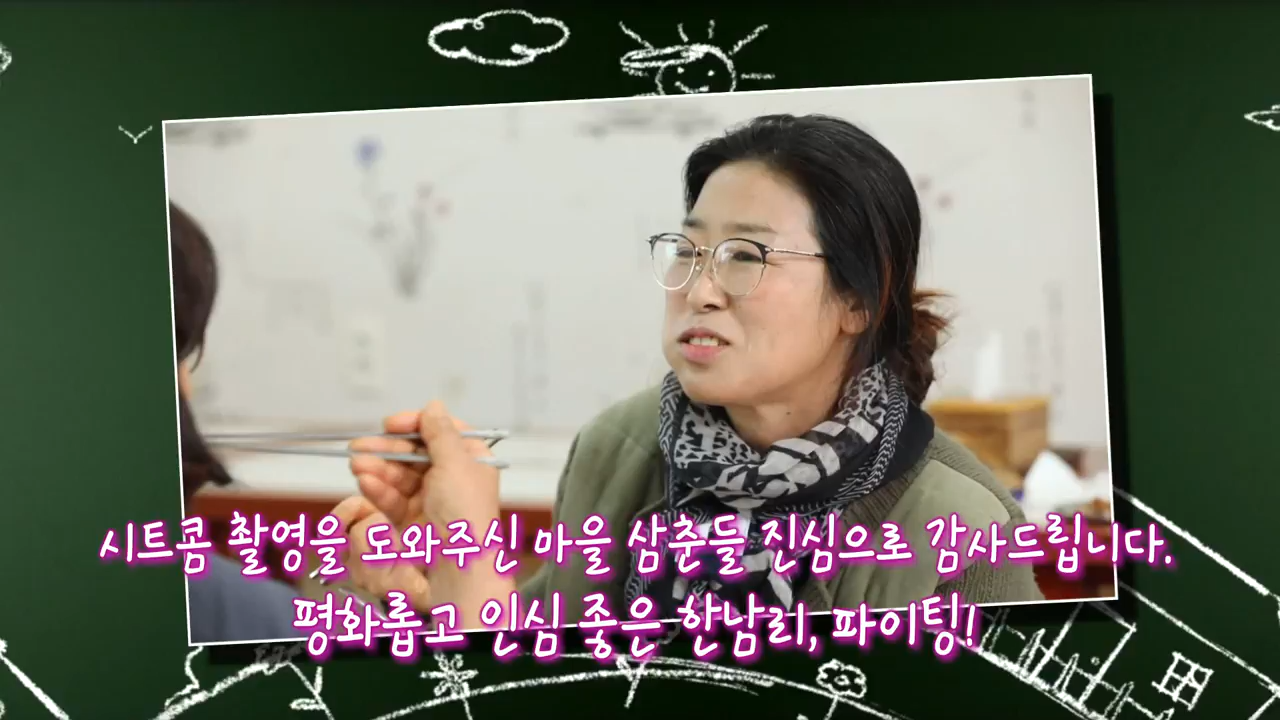 시트콤 촬영을 도와주신 마을 삼춘들 진심으로 감사드립니다.
평화롭고 인심 좋은 한남리, 파이팅!